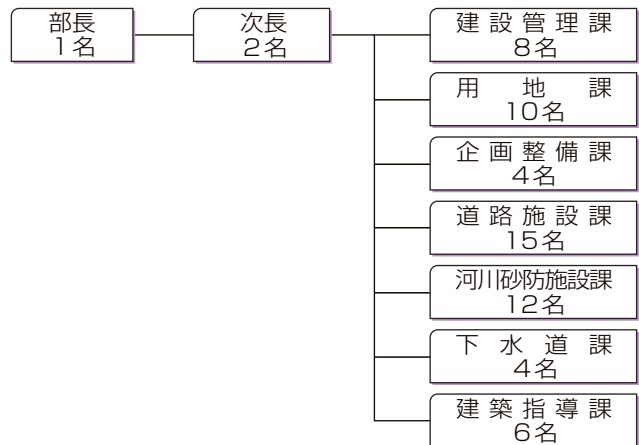 部長
1名
次長
2名
建設管理課
8名
用地課
10名
企画整備課
4名
道路施設課
15名
河川砂防施設課
12名
下水道課
4名
建築指導課
6名